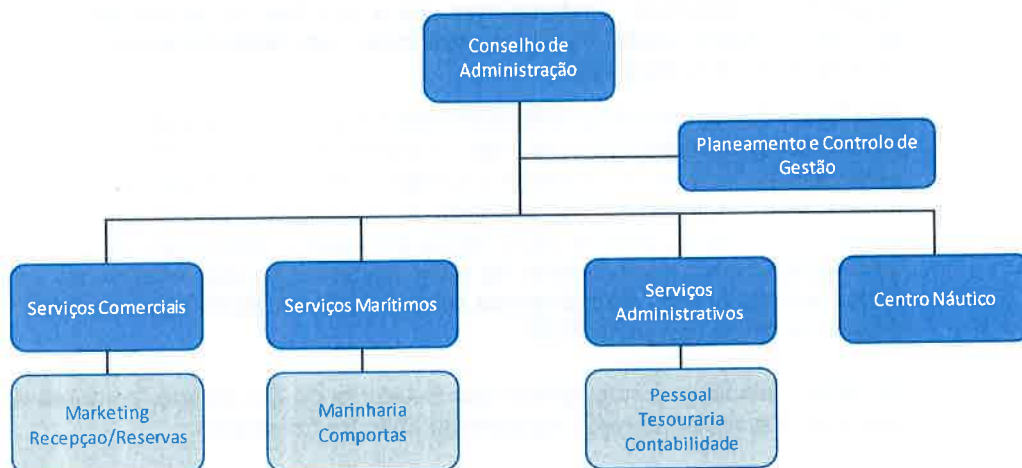 Conselho de
Administração
Planeamento e Controlo de
Gestão
Serviços Comerciais
Serviços Marítimos
Serviços
Administrativos
Centro Náutico
Marketing
Recepçao/Reservas
Marinharia
Comportas
Pessoal
Tesouraria
Contabilidade